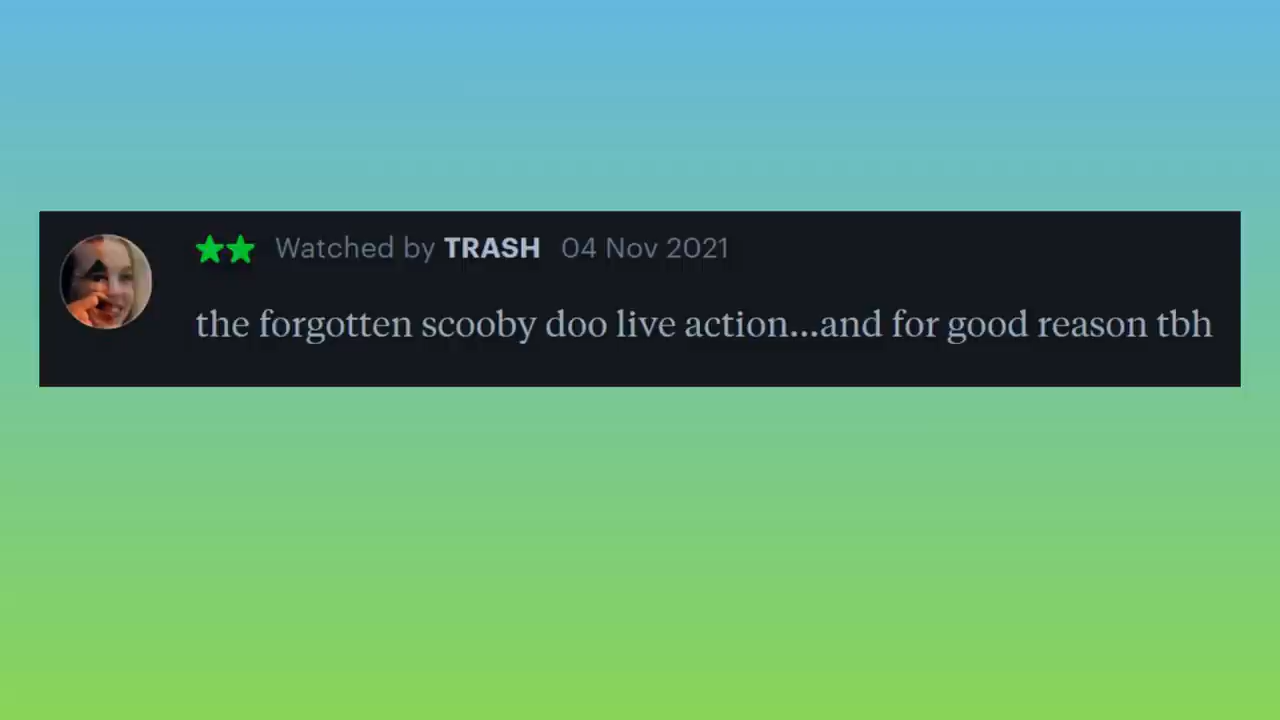 ★★ Watched by TRASH 04 Nov 2021
the forgotten scooby doo live action...and for good reason tbh